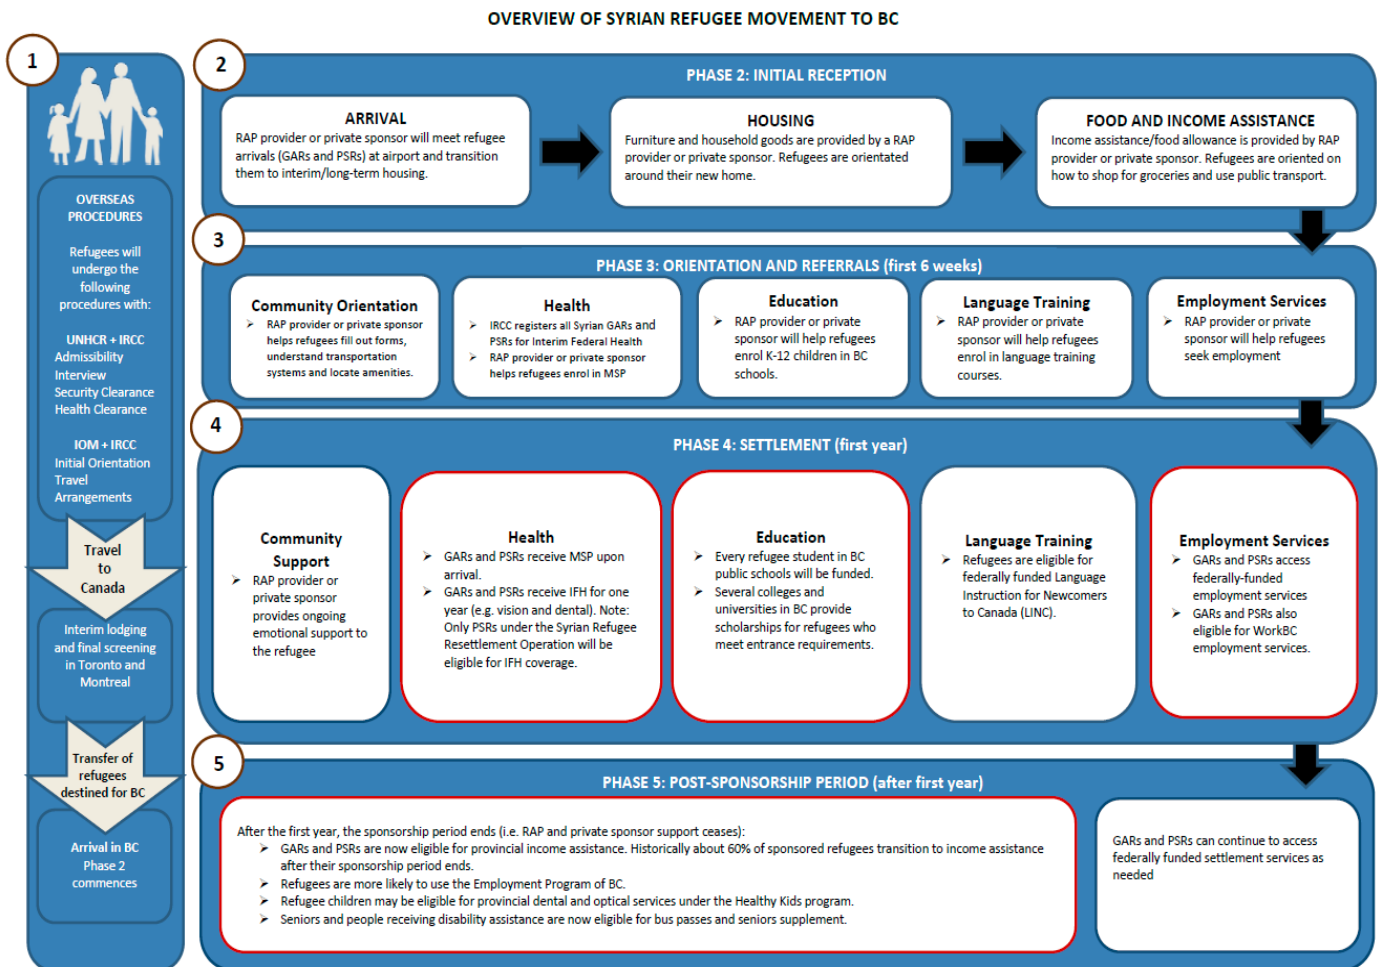 OVERVIEW OF SYRIAN REFUGEE MOVEMENT TO BC
1
OVERSEAS
PROCEDURES
Refugees will
undergo the
following
procedures with:
UNHCR + IRCC
Admissibility
Interview
Security Clearance
Health Clearance
IOM + IRCC
Initial Orientation
Travel
Arrangements
Travel
to
Canada
Interim lodging
and final screening
in Toronto and
Montreal
Transfer of
refugees
destined for BC
Arrival in BC
Phase 2
commences
2
PHASE 2: INITIAL RECEPTION
ARRIVAL
RAP provider or private sponsor will meet refugee
arrivals (GARs and PSRs) at airport and transition
them to interim/long-term housing.
HOUSING
Furniture and household goods are provided by a RAP
provider or private sponsor. Refugees are orientated
around their new home.
FOOD AND INCOME ASSISTANCE
Income assistance/food allowance is provided by RAP
provider or private sponsor. Refugees are oriented on
how to shop for groceries and use public transport.
3
PHASE 3: ORIENTATION AND REFERRALS (first 6 weeks)
Community Orientation
➢ RAP provider or private sponsor
helps refugees fill out forms,
understand transportation
systems and locate amenities.
Health
➢ IRCC registers all Syrian GARs and
PSRs for Interim Federal Health
➢ RAP provider or private sponsor
helps refugees enrol in MSP
Education
➢ RAP provider or private
sponsor will help refugees
enrol K-12 children in BC
schools.
Language Training
➢ RAP provider or private
sponsor will help refugees
enrol in language training
courses.
Employment Services
➢ RAP provider or private
sponsor will help refugees
seek employment
4
PHASE 4: SETTLEMENT (first year)
Community
Support
➢ RAP provider or
private sponsor
provides ongoing
emotional support to
the refugee
Health
➢ GARs and PSRs receive MSP upon
arrival.
➢ GARs and PSRs receive IFH for one
year (e.g. vision and dental). Note:
Only PSRs under the Syrian Refugee
Resettlement Operation will be
eligible for IFH coverage.
Education
➢ Every refugee student in BC
public schools will be funded.
➢ Several colleges and
universities in BC provide
scholarships for refugees who
meet entrance requirements.
Language Training
➢ Refugees are eligible for
federally funded Language
Instruction for Newcomers
to Canada (LINC).
Employment Services
➢ GARs and PSRs access
federally-funded
employment services
➢ GARs and PSRs also
eligible for WorkBC
employment services.
5
PHASE 5: POST-SPONSORSHIP PERIOD (after first year)
After the first year, the sponsorship period ends (i.e. RAP and private sponsor support ceases):
➢ GARs and PSRs are now eligible for provincial income assistance. Historically about 60% of sponsored refugees transition to income assistance
after their sponsorship period ends.
➢ Refugees are more likely to use the Employment Program of BC.
➢ Refugee children may be eligible for provincial dental and optical services under the Healthy Kids program.
➢ Seniors and people receiving disability assistance are now eligible for bus passes and seniors supplement.
GARs and PSRs can continue to access
federally funded settlement services as
needed